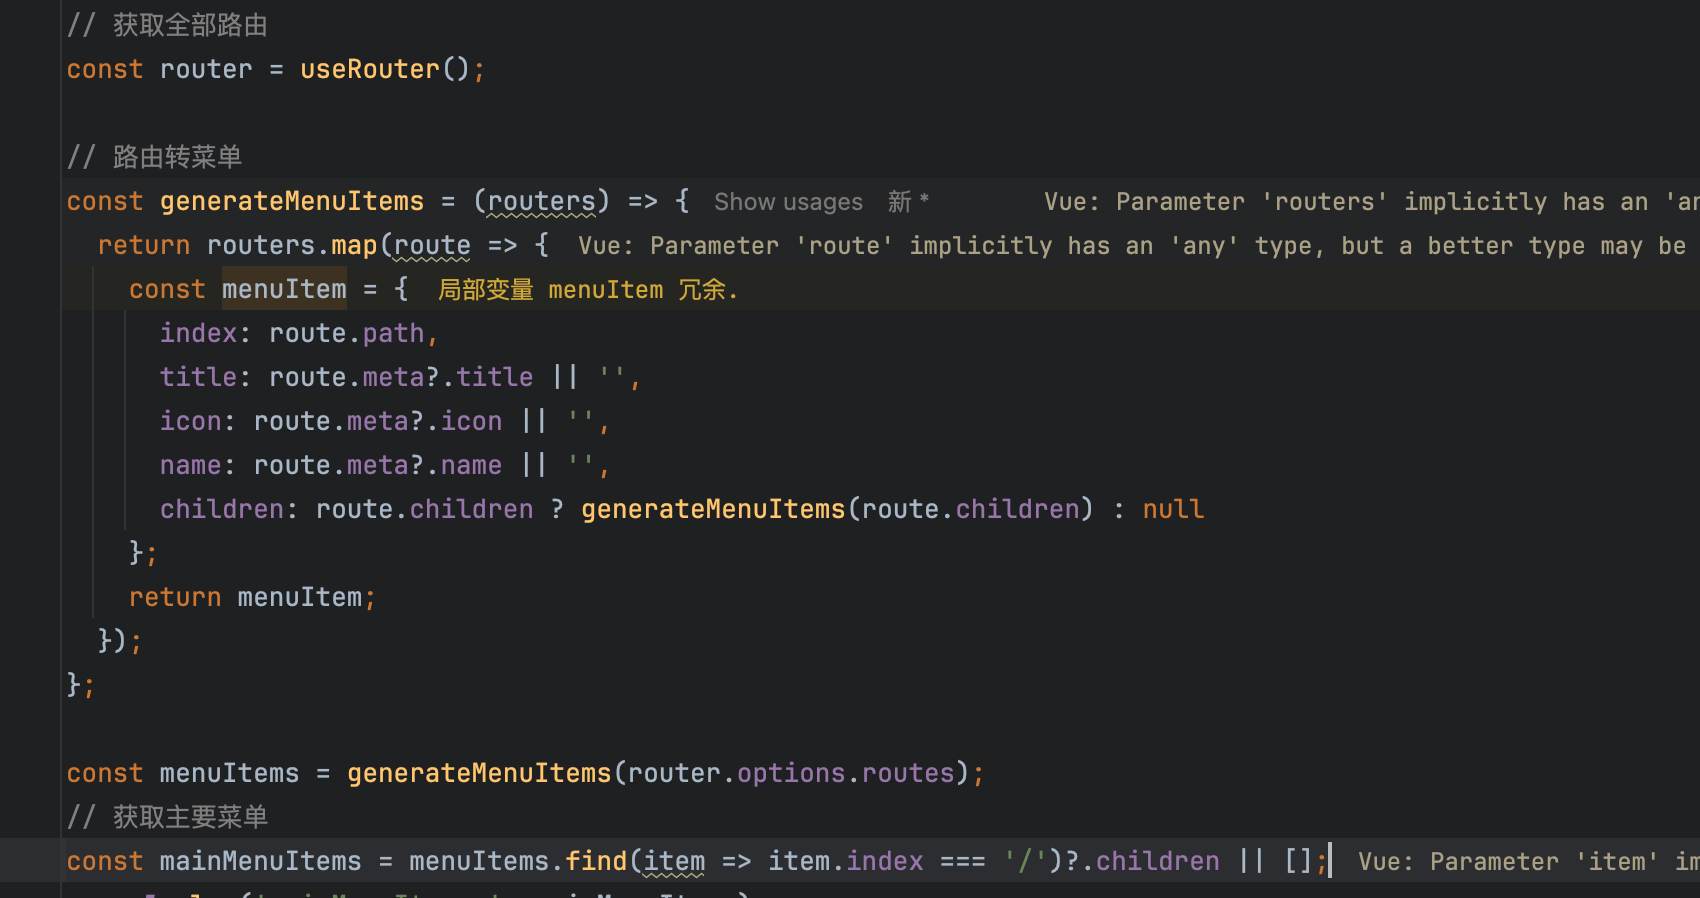 // 获取全部路由
const router = useRouter();
// 路由转菜单
const generateMenuItems = (routers) => { Show usages 新 * Vue: Parameter 'routers' implicitly has an
return routers.map(route => { Vue: Parameter 'route' implicitly has an 'any' type, but a better type may be
const menuItem = { 局部变量 menuItem 冗余.
index: route.path,
title: route.meta?.title || '',
icon: route.meta?.icon || '',
name: route.meta?.name || '',
children: route.children ? generateMenuItems(route.children) : null
};
return menuItem;
});
};
const menuItems = generateMenuItems(router.options.routes);
// 获取主要菜单
const mainMenuItems = menuItems.find(item => item.index === '/')?.children || []; Vue: Parameter 'item'